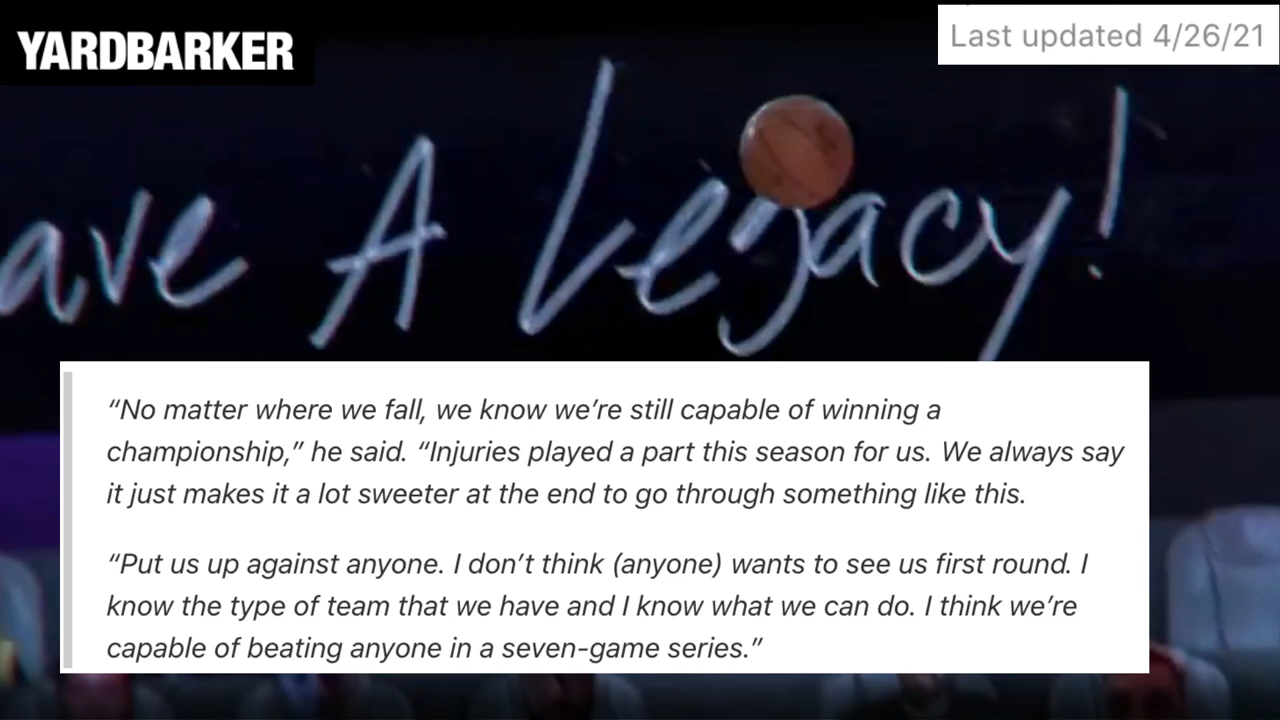 YARDBARKER
Last updated 4/26/21
ave A Legacy!
“No matter where we fall, we know we’re still capable of winning a
championship,” he said. “Injuries played a part this season for us. We always say
it just makes it a lot sweeter at the end to go through something like this.
“Put us up against anyone. I don’t think (anyone) wants to see us first round. I
know the type of team that we have and I know what we can do. I think we’re
capable of beating anyone in a seven-game series.”